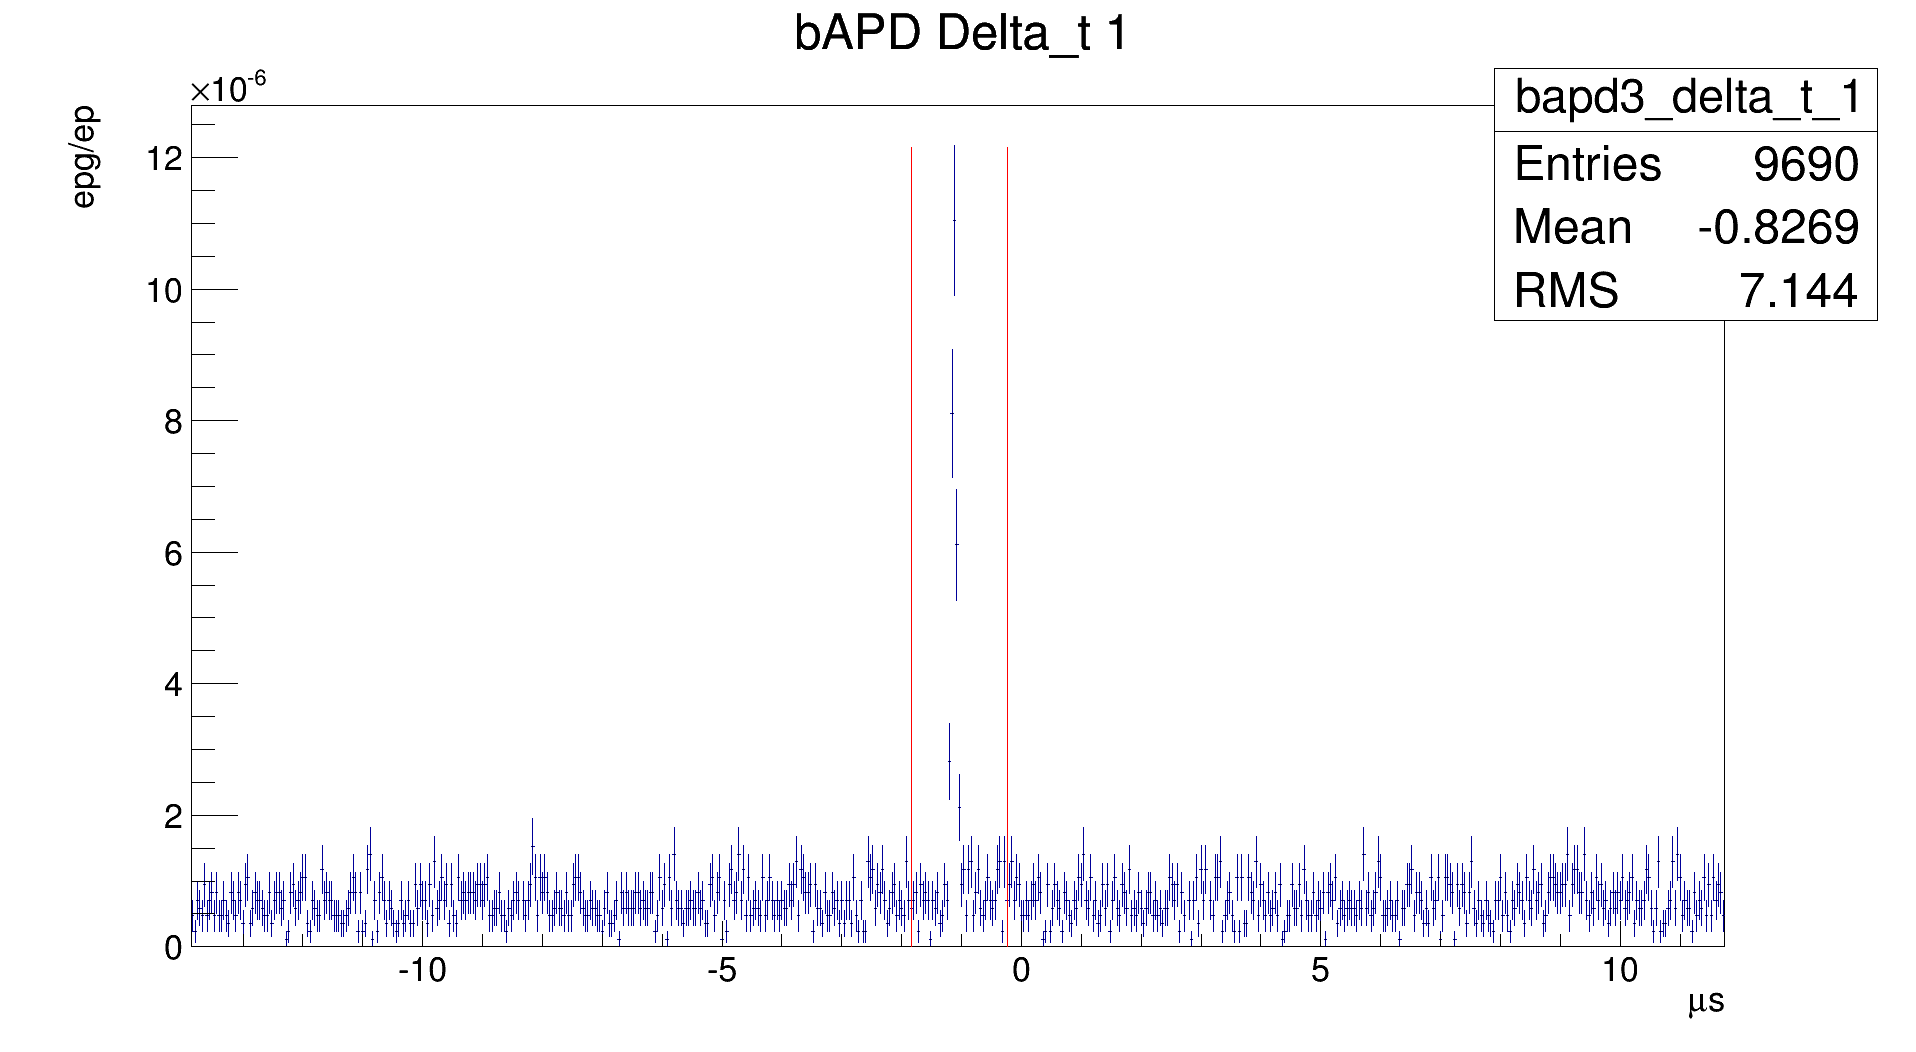 bAPD Delta_t 1
×10-6
epg/ep
bapd3_delta_t_1
Entries 9690
Mean -0.8269
RMS 7.144
12
10
8
6
4
2
0
-10 -5 0 5 10
μs